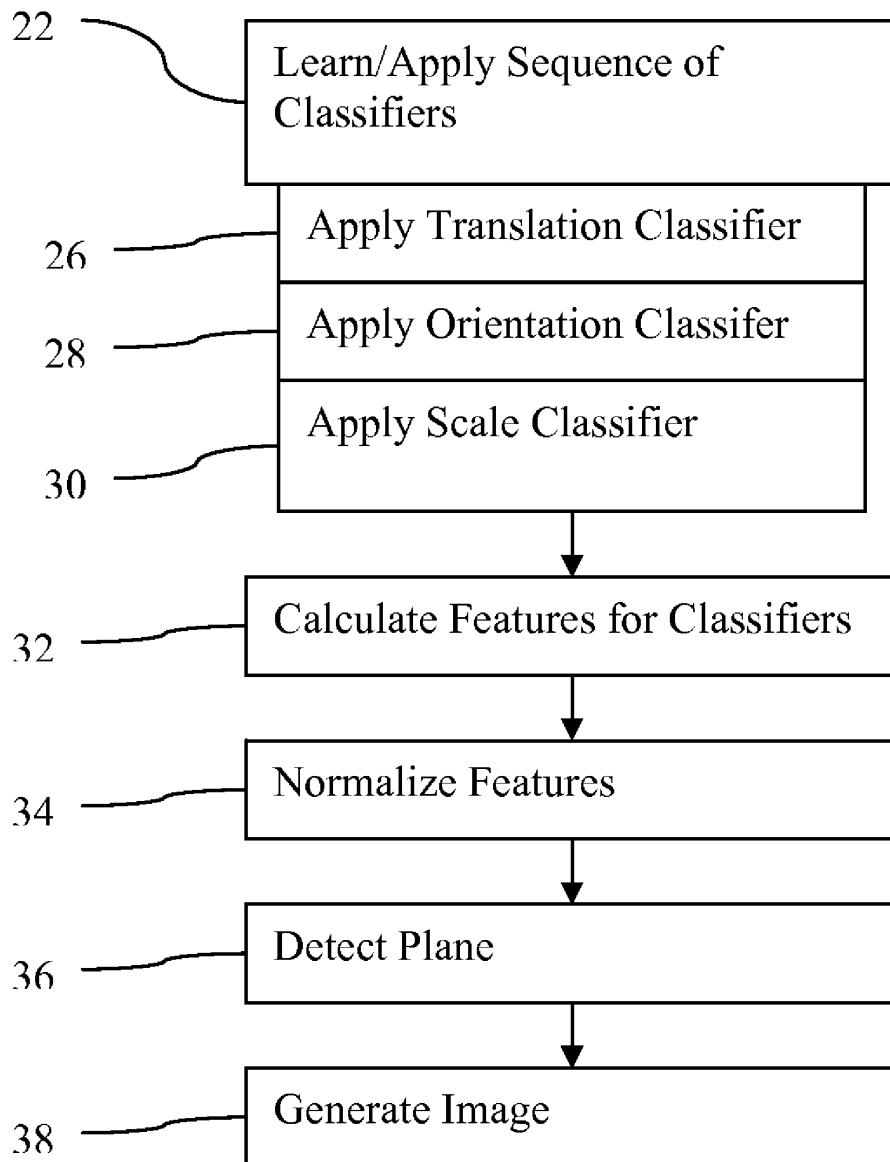 22
Learn/Apply Sequence of
Classifiers
26
Apply Translation Classifier
28
Apply Orientation Classifer
30
Apply Scale Classifier
32
Calculate Features for Classifiers
34
Normalize Features
36
Detect Plane
38
Generate Image